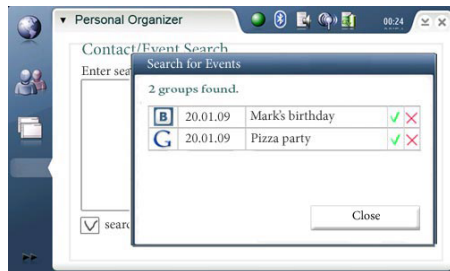 Personal Organizer
00:24
Contact/Event Search
Enter sea
Search for Events
2 groups found.
B 20.01.09 Mark's birthday
G 20.01.09 Pizza party
Close
searc